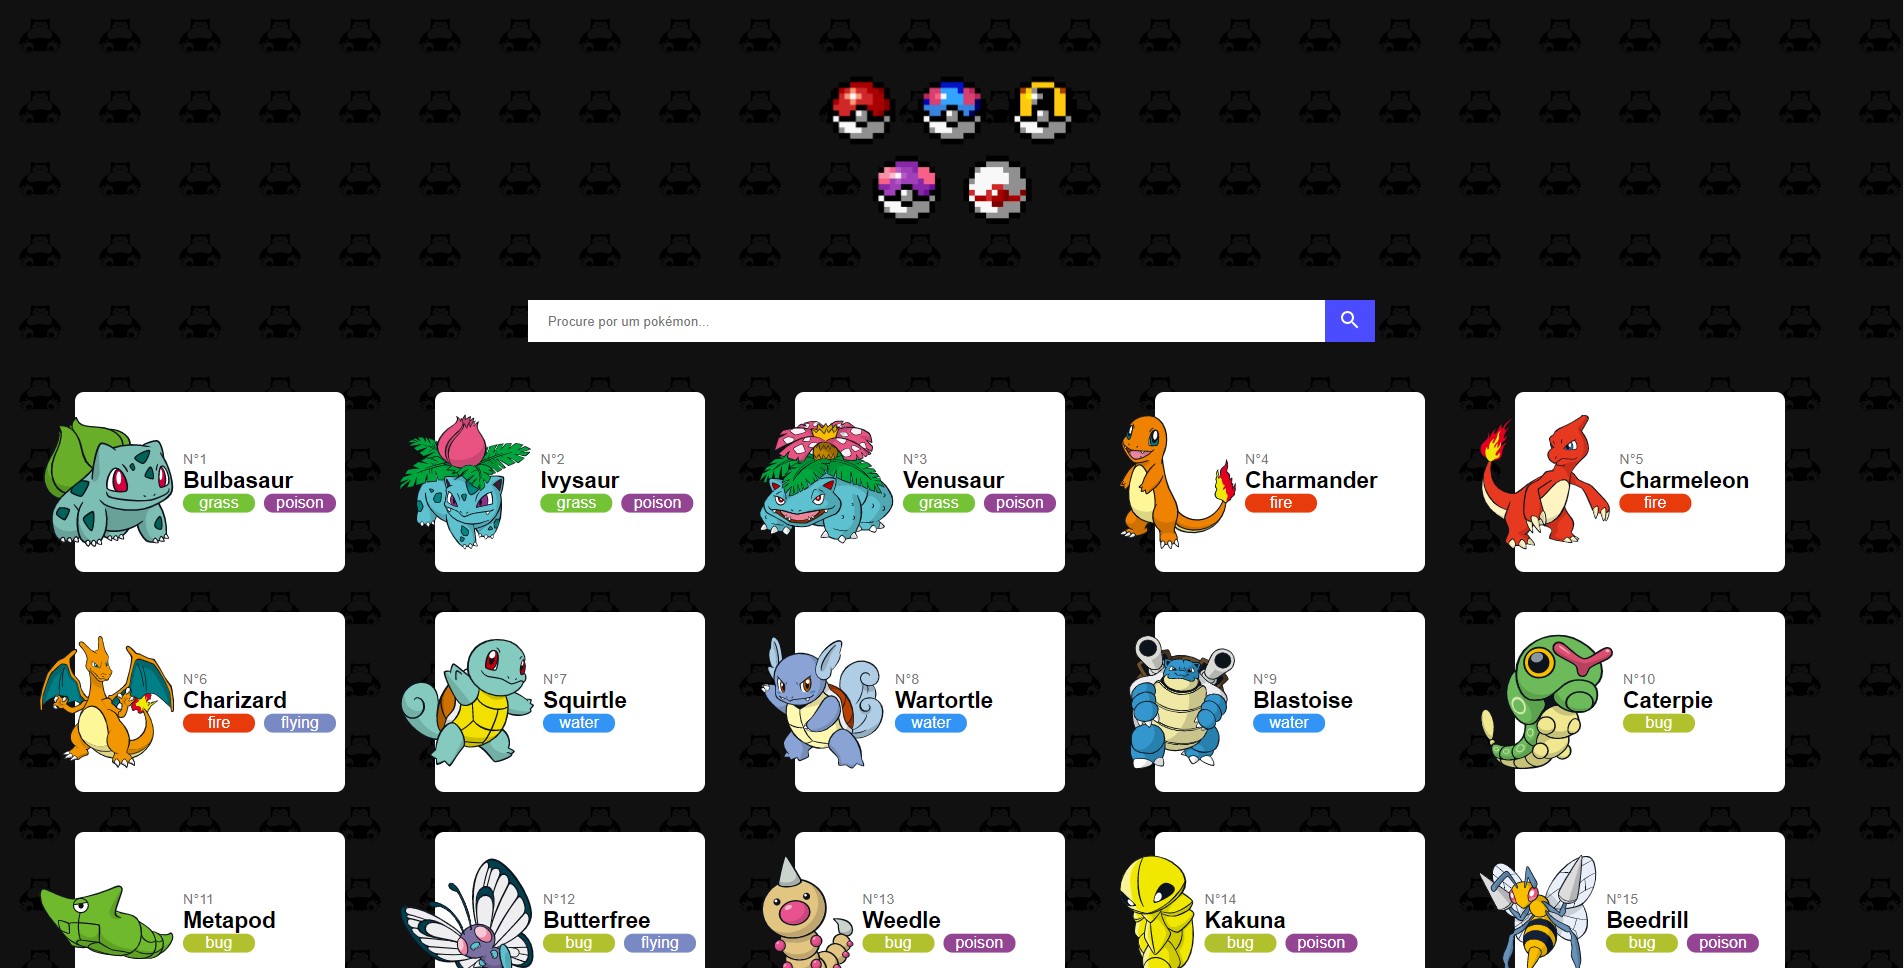 Procure por um pokémon...
N°1
Bulbasaur
grass poison
N°2
Ivysaur
grass poison
N°3
Venusaur
grass poison
N°4
Charmander
fire
N°5
Charmeleon
fire
N°6
Charizard
fire flying
N°7
Squirtle
water
N°8
Wartortle
water
N°9
Blastoise
water
N°10
Caterpie
bug
N°11
Metapod
bug
N°12
Butterfree
bug flying
N°13
Weedle
bug poison
N°14
Kakuna
bug poison
N°15
Beedrill
bug poison